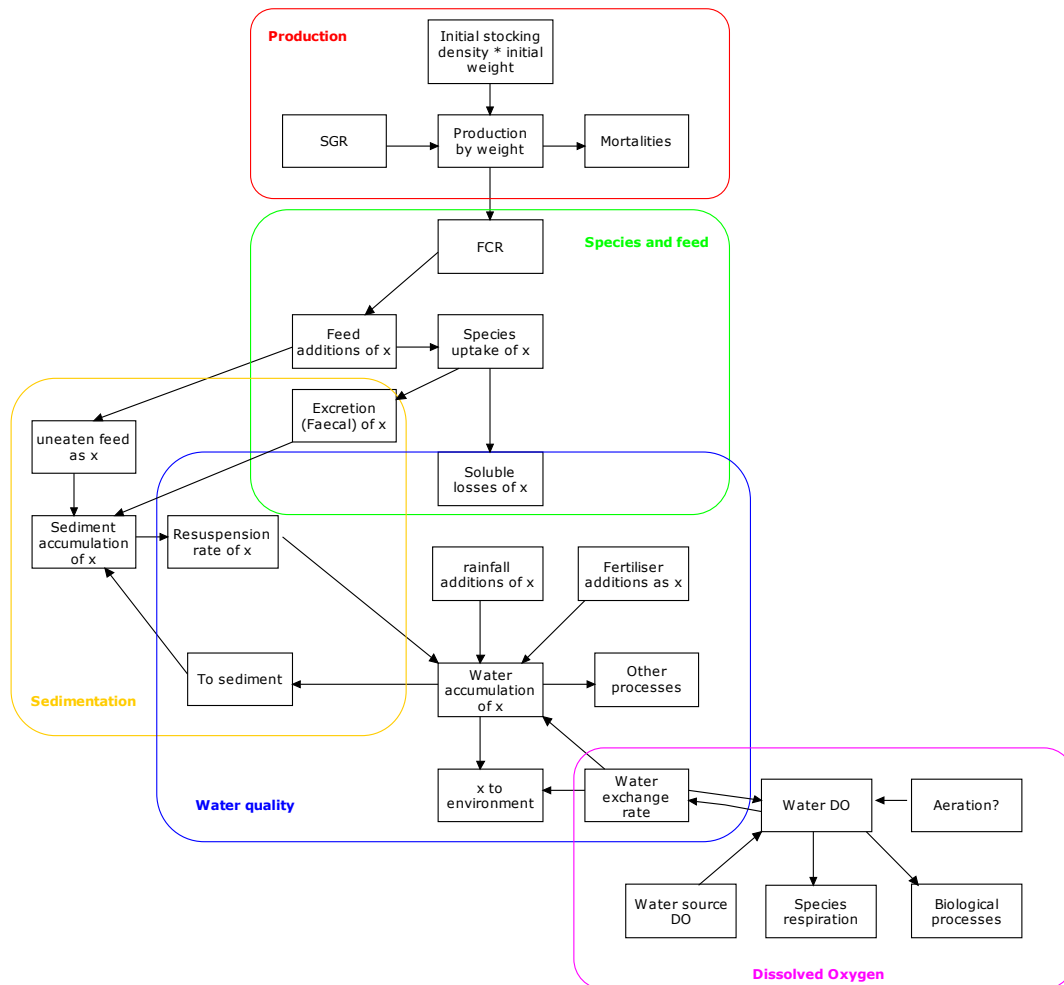 Production
Initial stocking
density * initial
weight
SGR
Production
by weight
Mortalities
FCR
Species and feed
Feed
additions of x
Species
uptake of x
Excretion
(Faecal) of x
uneaten feed
as x
Soluble
losses of x
Sediment
accumulation
of x
Resuspension
rate of x
rainfall
additions of x
Fertiliser
additions as x
To sediment
Water
accumulation
of x
Other
processes
Sedimentation
Water quality
x to
environment
Water
exchange
rate
Water DO
Aeration?
Water source
DO
Species
respiration
Biological
processes
Dissolved Oxygen